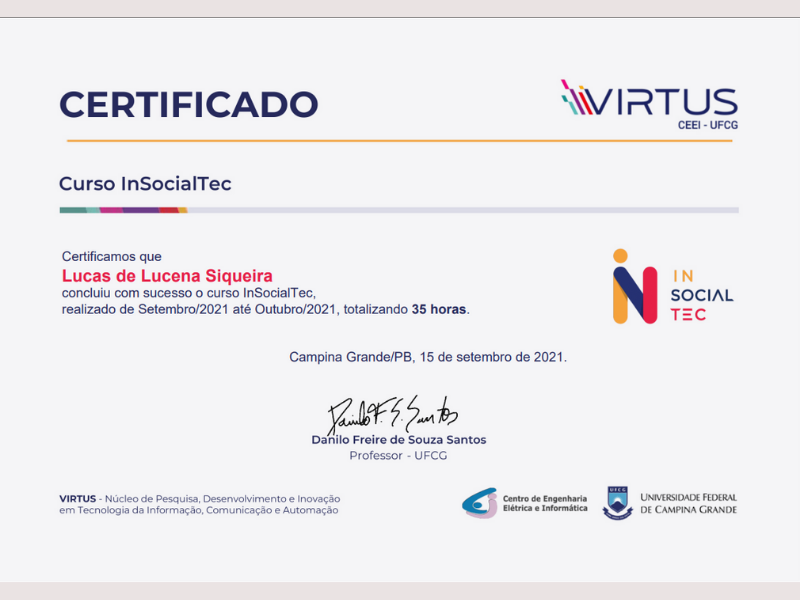 CERTIFICADO
VIRTUS
CEEI - UFCG
Curso InSocialTec
Certificamos que
Lucas de Lucena Siqueira
concluiu com sucesso o curso InSocialTec,
realizado de Setembro/2021 até Outubro/2021, totalizando 35 horas.
IN
SOCIAL
TEC
Campina Grande/PB, 15 de setembro de 2021.
Danilo F. S. Santos
Danilo Freire de Souza Santos
Professor - UFCG
VIRTUS - Núcleo de Pesquisa, Desenvolvimento e Inovação
em Tecnologia da Informação, Comunicação e Automação
Centro de Engenharia
Elétrica e Informática
UFCG
UNIVERSIDADE FEDERAL
DE CAMPINA GRANDE